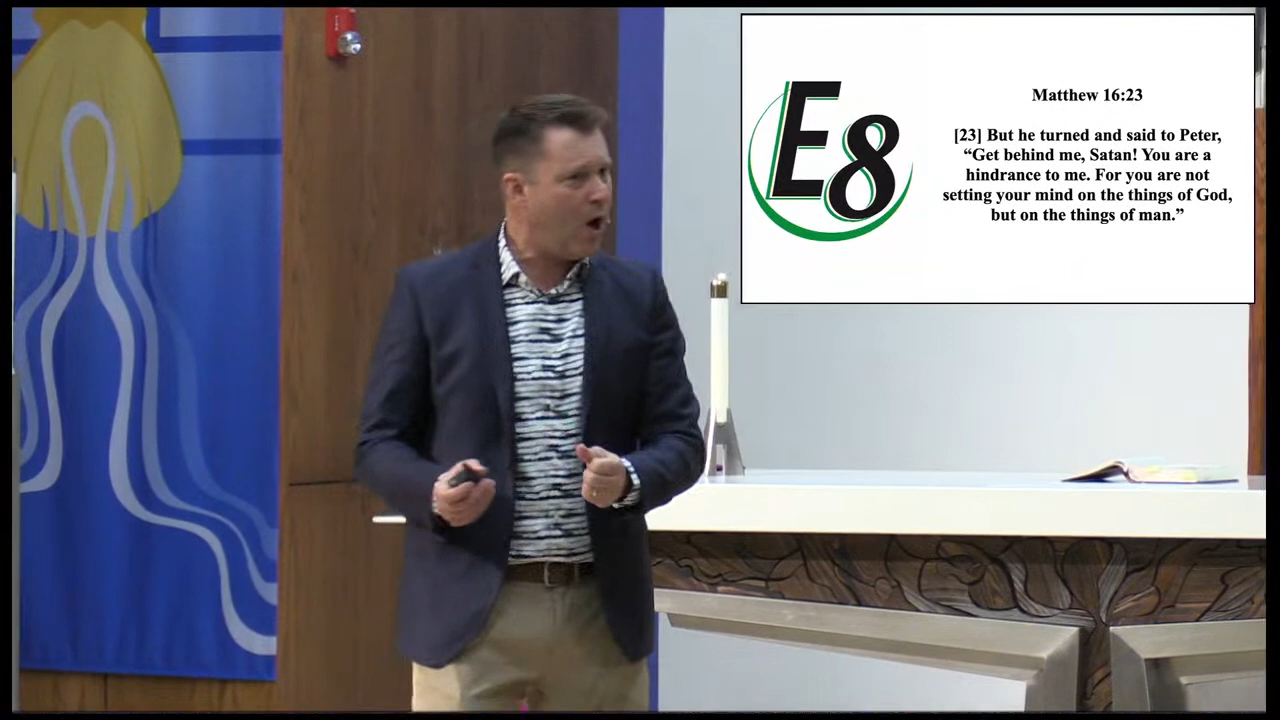 E8
Matthew 16:23
[23] But he turned and said to Peter,
“Get behind me, Satan! You are a
hindrance to me. For you are not
setting your mind on the things of God,
but on the things of man.”